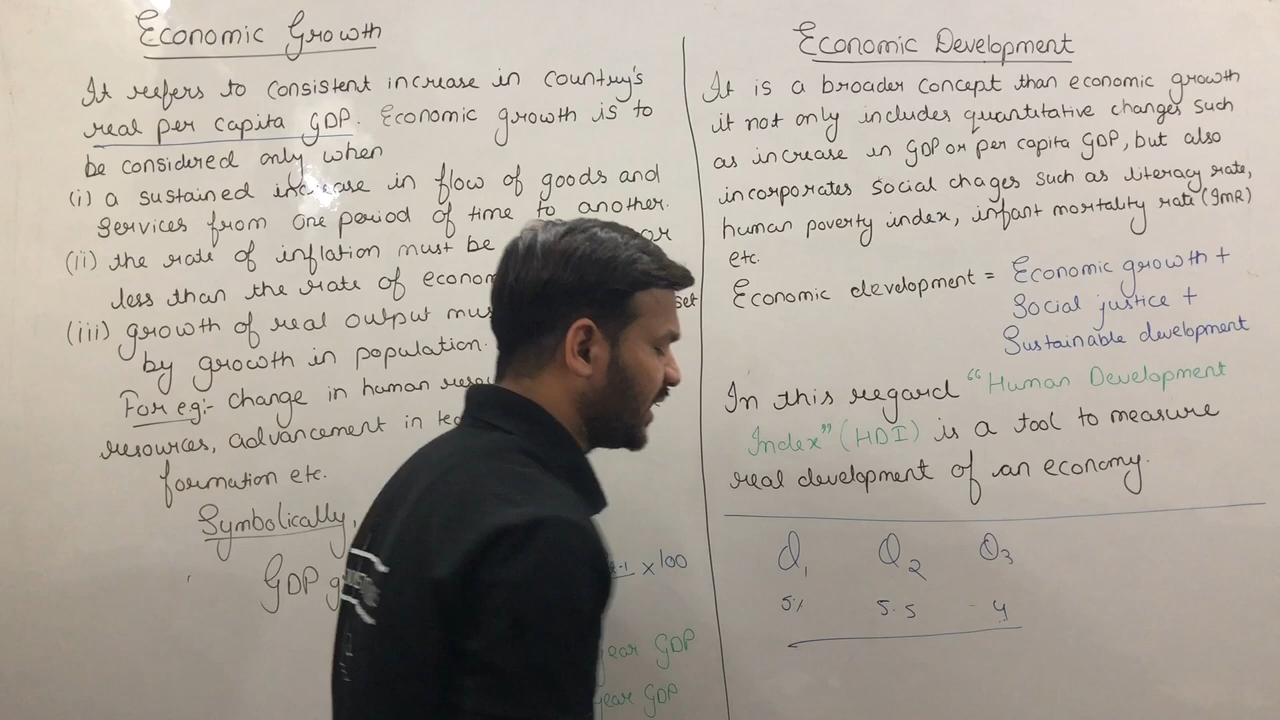 Economic Growth
It refers to consistent increase in country's
real per capita GDP. Economic growth is to
be considered only when
(i) a sustained increase in flow of goods and
services from one period of time to another.
(ii) the rate of inflation must be or
less than the rate of econom
(iii) growth of real output mus set
by growth in population.
For eg:- change in human reso
resources, advancement in tec
formation etc.
Symbolically,
GDP g x100
year GDP
year GDP
Economic Development
It is a broader concept than economic growth
it not only includes quantitative changes such
as increase in GDP or per capita GDP, but also
incorporates social chages such as literacy rate,
human poverty index, infant mortality rate (IMR)
etc.
Economic development = Economic growth +
Social justice +
Sustainable development
In this regard "Human Development
Index" (HDI) is a tool to measure
real development of an economy.
Q1 Q2 Q3
5% 5.5 4